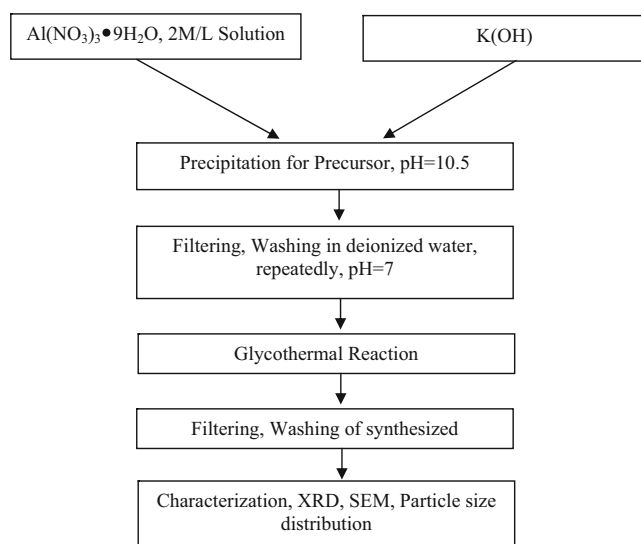 Al(NO₃)₃●9H₂O, 2M/L Solution
K(OH)
Precipitation for Precursor, pH=10.5
Filtering, Washing in deionized water,
repeatedly, pH=7
Glycothermal Reaction
Filtering, Washing of synthesized
Characterization, XRD, SEM, Particle size
distribution